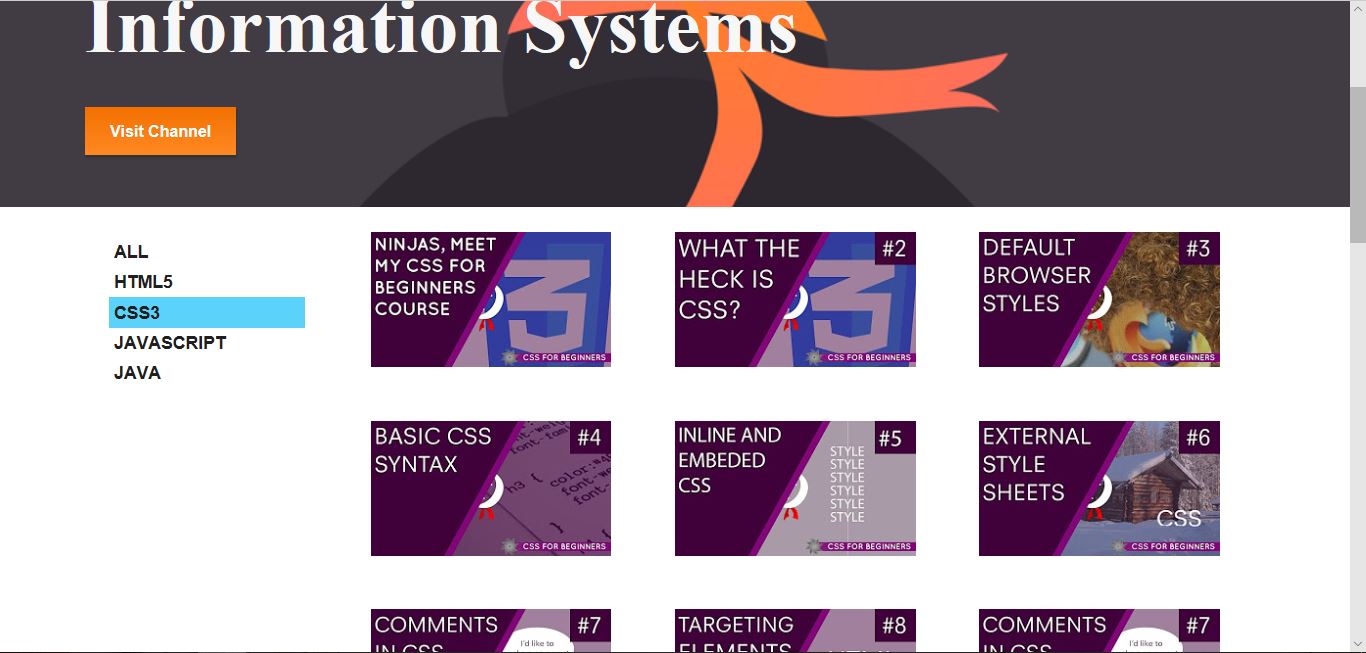 Information Systems
Visit Channel
ALL
HTML5
CSS3
JAVASCRIPT
JAVA
NINJAS, MEET
MY CSS FOR
BEGINNERS
COURSE
CSS FOR BEGINNERS
WHAT THE
HECK IS
CSS?
#2
CSS FOR BEGINNERS
DEFAULT
BROWSER
STYLES
#3
CSS FOR BEGINNERS
BASIC CSS
SYNTAX
#4
h3 { color:
}
CSS FOR BEGINNERS
INLINE AND
EMBEDED
CSS
#5
STYLE
STYLE
STYLE
STYLE
STYLE
STYLE
CSS FOR BEGINNERS
EXTERNAL
STYLE
SHEETS
#6
CSS
CSS FOR BEGINNERS
COMMENTS
IN CSS
#7
I'd like to
TARGETING
ELEMENTS
#8
COMMENTS
IN CSS
#7
I'd like to